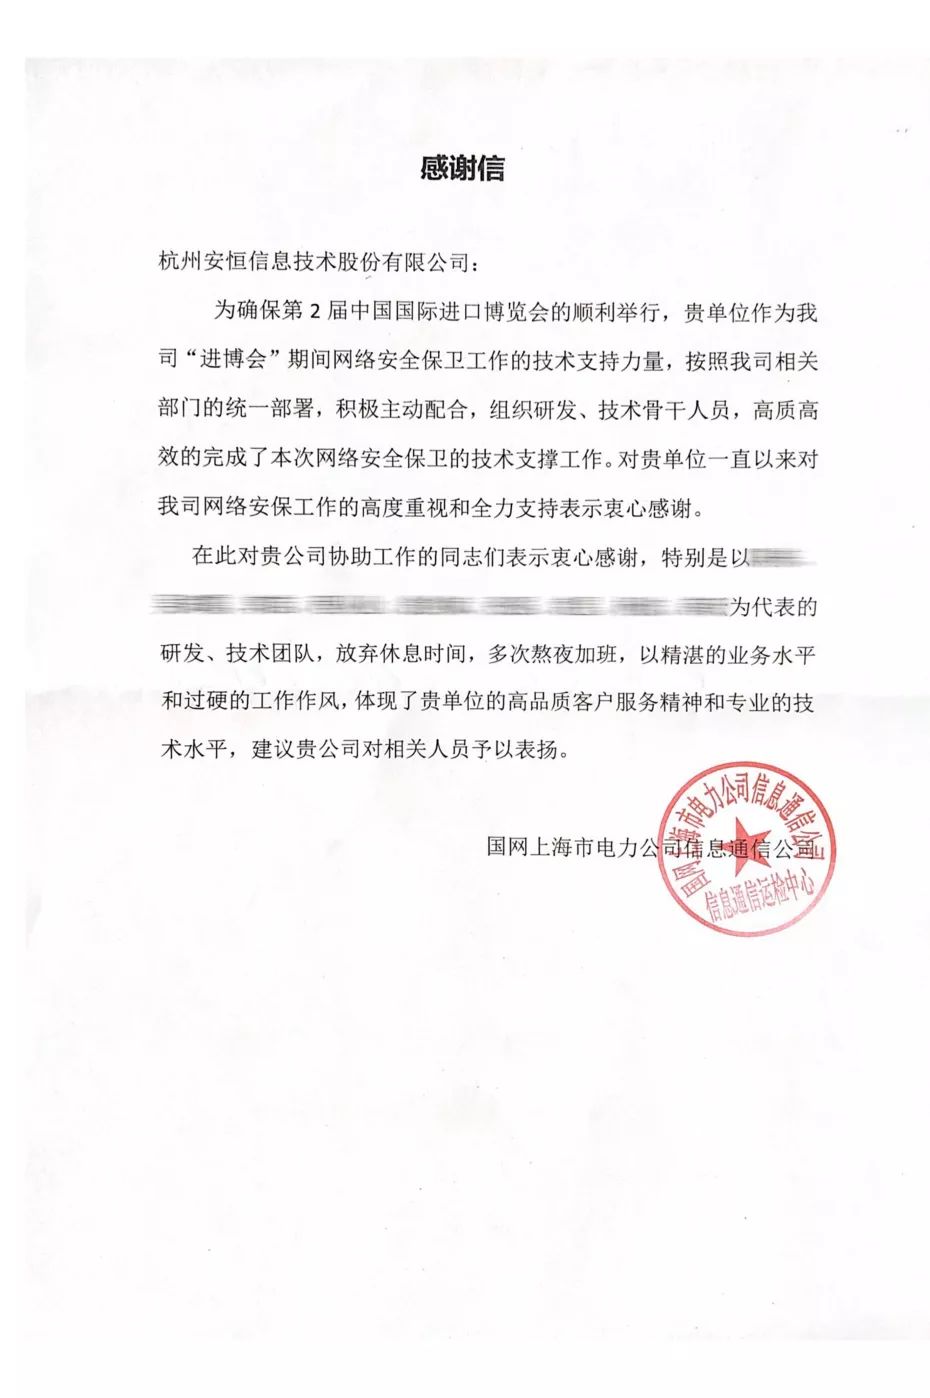 感谢信
杭州安恒信息技术股份有限公司：
为确保第2届中国国际进口博览会的顺利举行，贵单位作为我
司“进博会”期间网络安全保卫工作的技术支持力量，按照我司相关
部门的统一部署，积极主动配合，组织研发、技术骨干人员，高质高
效的完成了本次网络安全保卫的技术支撑工作。对贵单位一直以来对
我司网络安保工作的高度重视和全力支持表示衷心感谢。
在此对贵公司协助工作的同志们表示衷心感谢，特别是以
为代表的
研发、技术团队，放弃休息时间，多次熬夜加班，以精湛的业务水平
和过硬的工作作风，体现了贵单位的高品质客户服务精神和专业的技
术水平，建议贵公司对相关人员予以表扬。
国网上海市电力公司信息通信公司
国网上海市电力公司信息通信公司
信息通信运检中心